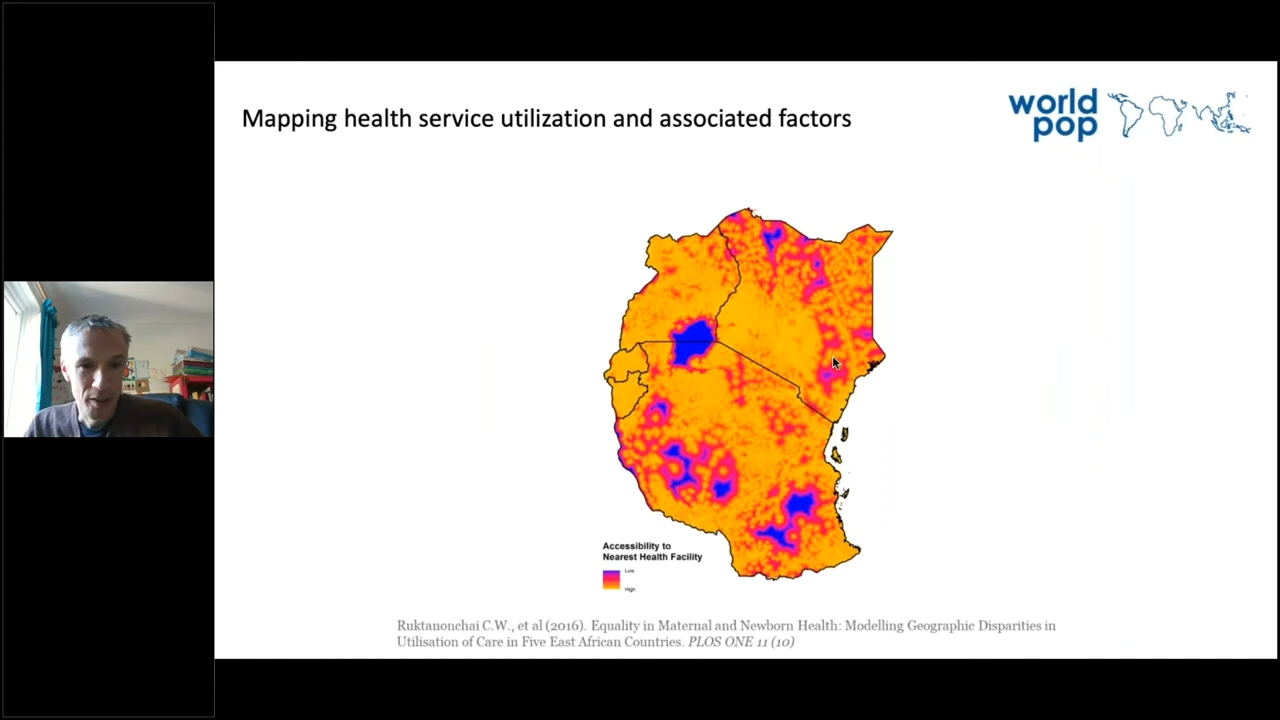 Mapping health service utilization and associated factors
world
pop
Accessibility to
Nearest Health Facility
Low
High
Ruktanonchai C.W., et al (2016). Equality in Maternal and Newborn Health: Modelling Geographic Disparities in
Utilisation of Care in Five East African Countries. PLOS ONE 11 (10)